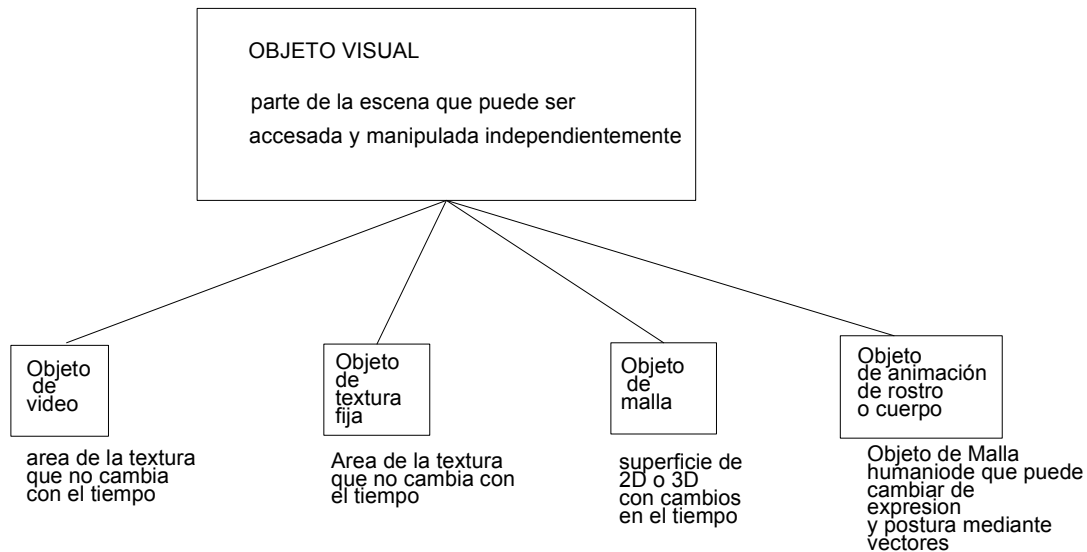 OBJETO VISUAL
parte de la escena que puede ser
accesada y manipulada independientemente
Objeto
de
video
area de la textura
que no cambia
con el tiempo
Objeto
de
textura
fija
Area de la textura
que no cambia con
el tiempo
Objeto
de
malla
superficie de
2D o 3D
con cambios
en el tiempo
Objeto
de animación
de rostro
o cuerpo
Objeto de Malla
humaniode que puede
cambiar de
expresion
y postura mediante
vectores